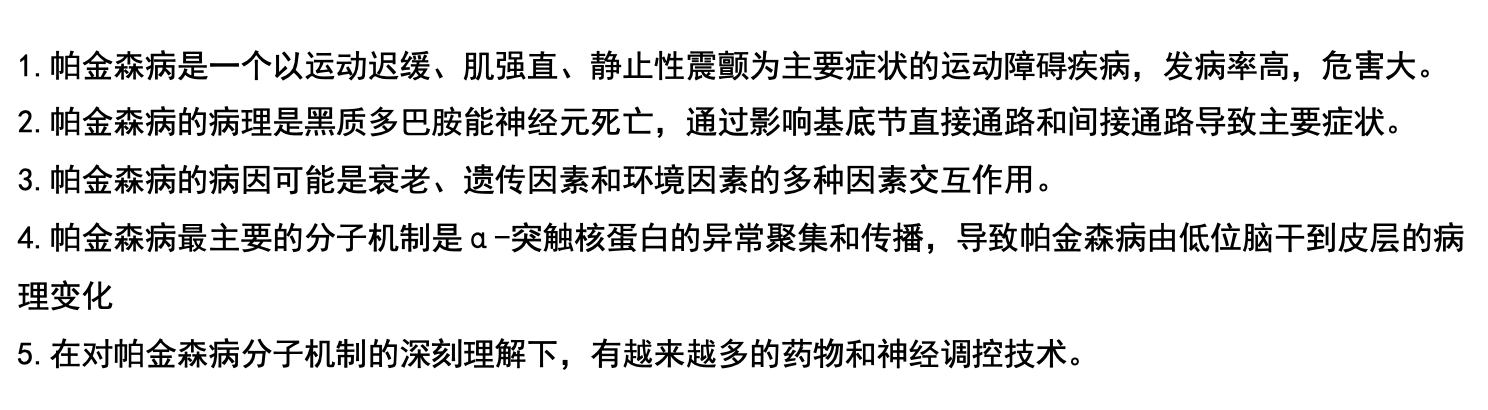 1.帕金森病是一个以运动迟缓、肌强直、静止性震颤为主要症状的运动障碍疾病，发病率高，危害大。
2.帕金森病的病理是黑质多巴胺能神经元死亡，通过影响基底节直接通路和间接通路导致主要症状。
3.帕金森病的病因可能是衰老、遗传因素和环境因素的多种因素交互作用。
4.帕金森病最主要的分子机制是α-突触核蛋白的异常聚集和传播，导致帕金森病由低位脑干到皮层的病
理变化
5.在对帕金森病分子机制的深刻理解下，有越来越多的药物和神经调控技术。